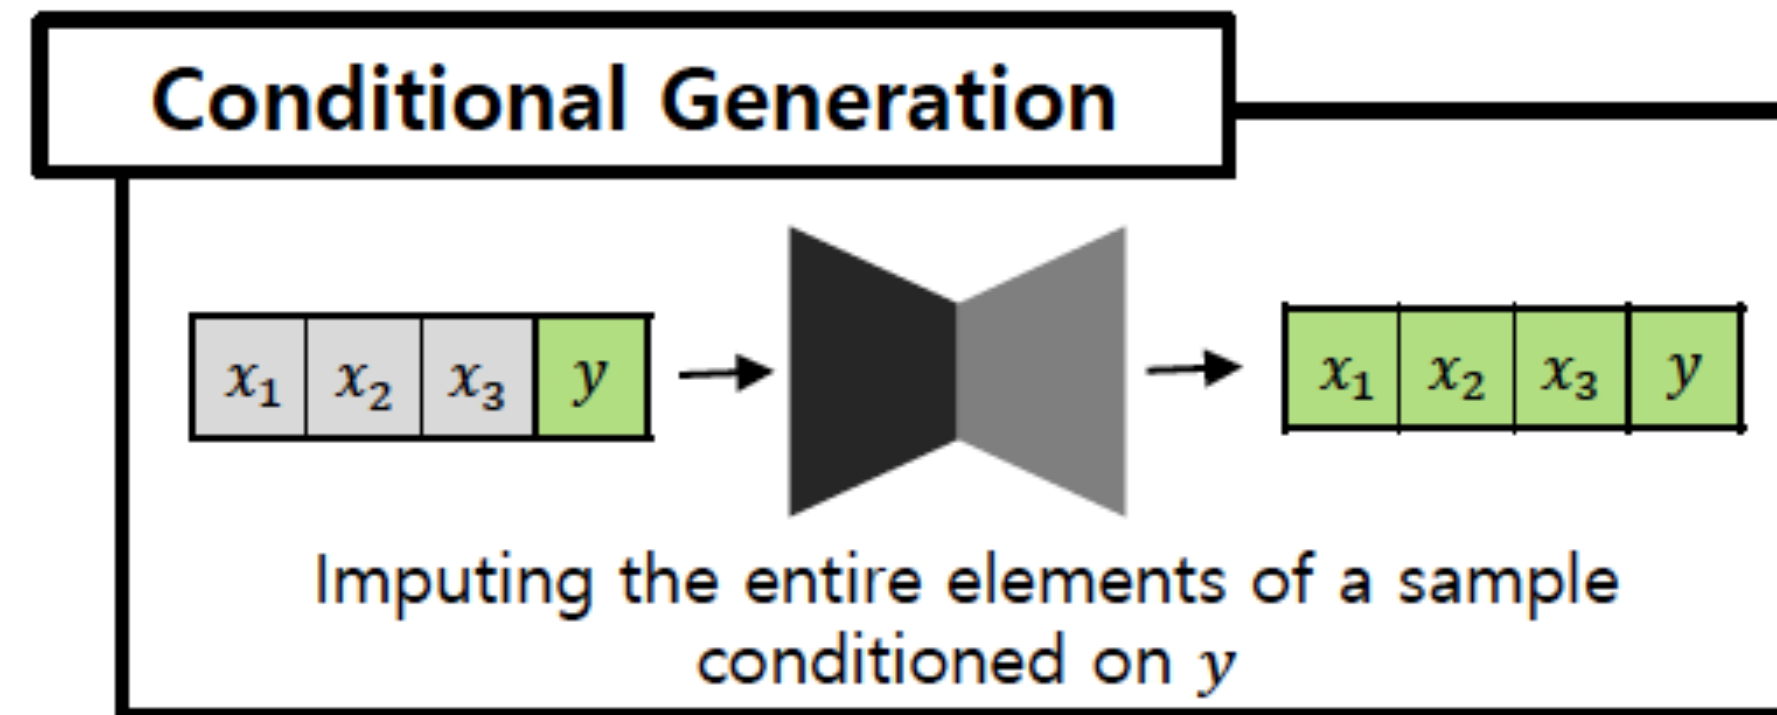 Conditional Generation
x₁ x₂ x₃ y
x₁ x₂ x₃ y
Imputing the entire elements of a sample
conditioned on y